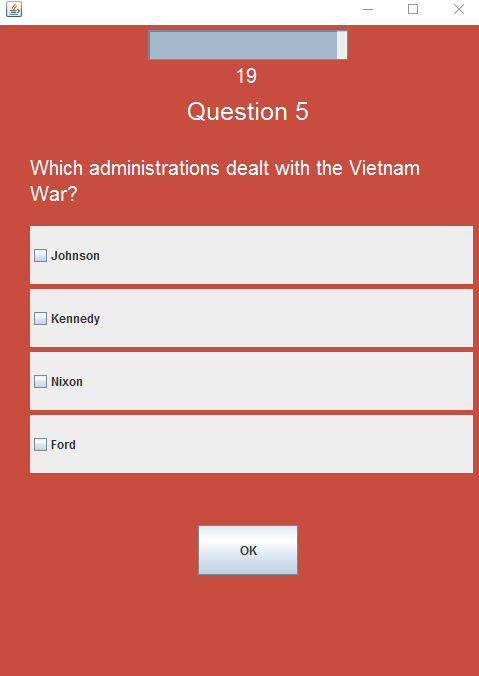 19
Question 5
Which administrations dealt with the Vietnam
War?
Johnson
Kennedy
Nixon
Ford
OK